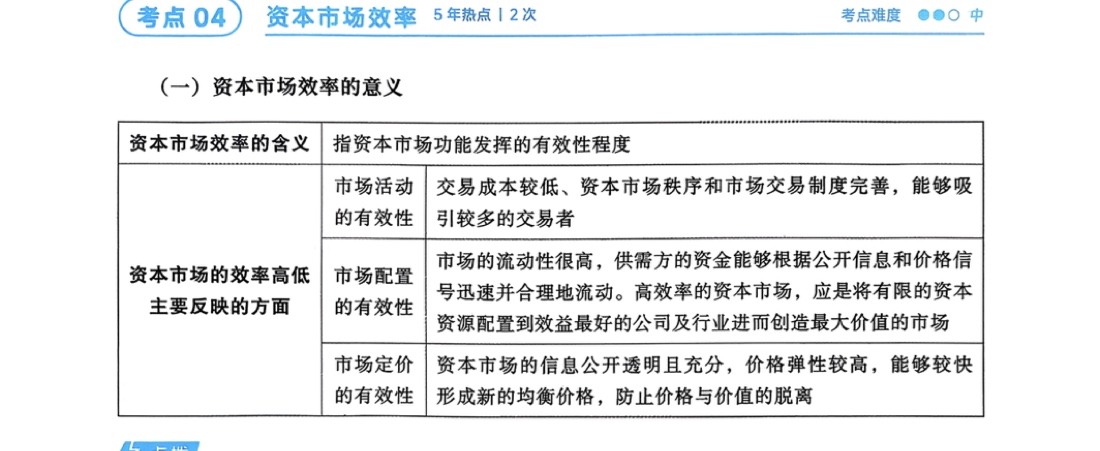 考点 04 资本市场效率 5年热点 | 2次 考点难度 中
（一）资本市场效率的意义
资本市场效率的含义 指资本市场功能发挥的有效性程度
资本市场的效率高低
主要反映的方面
市场活动
的有效性
交易成本较低、资本市场秩序和市场交易制度完善，能够吸
引较多的交易者
市场配置
的有效性
市场的流动性很高，供需方的资金能够根据公开信息和价格信
号迅速并合理地流动。高效率的资本市场，应是将有限的资本
资源配置到效益最好的公司及行业进而创造最大价值的市场
市场定价
的有效性
资本市场的信息公开透明且充分，价格弹性较高，能够较快
形成新的均衡价格，防止价格与价值的脱离